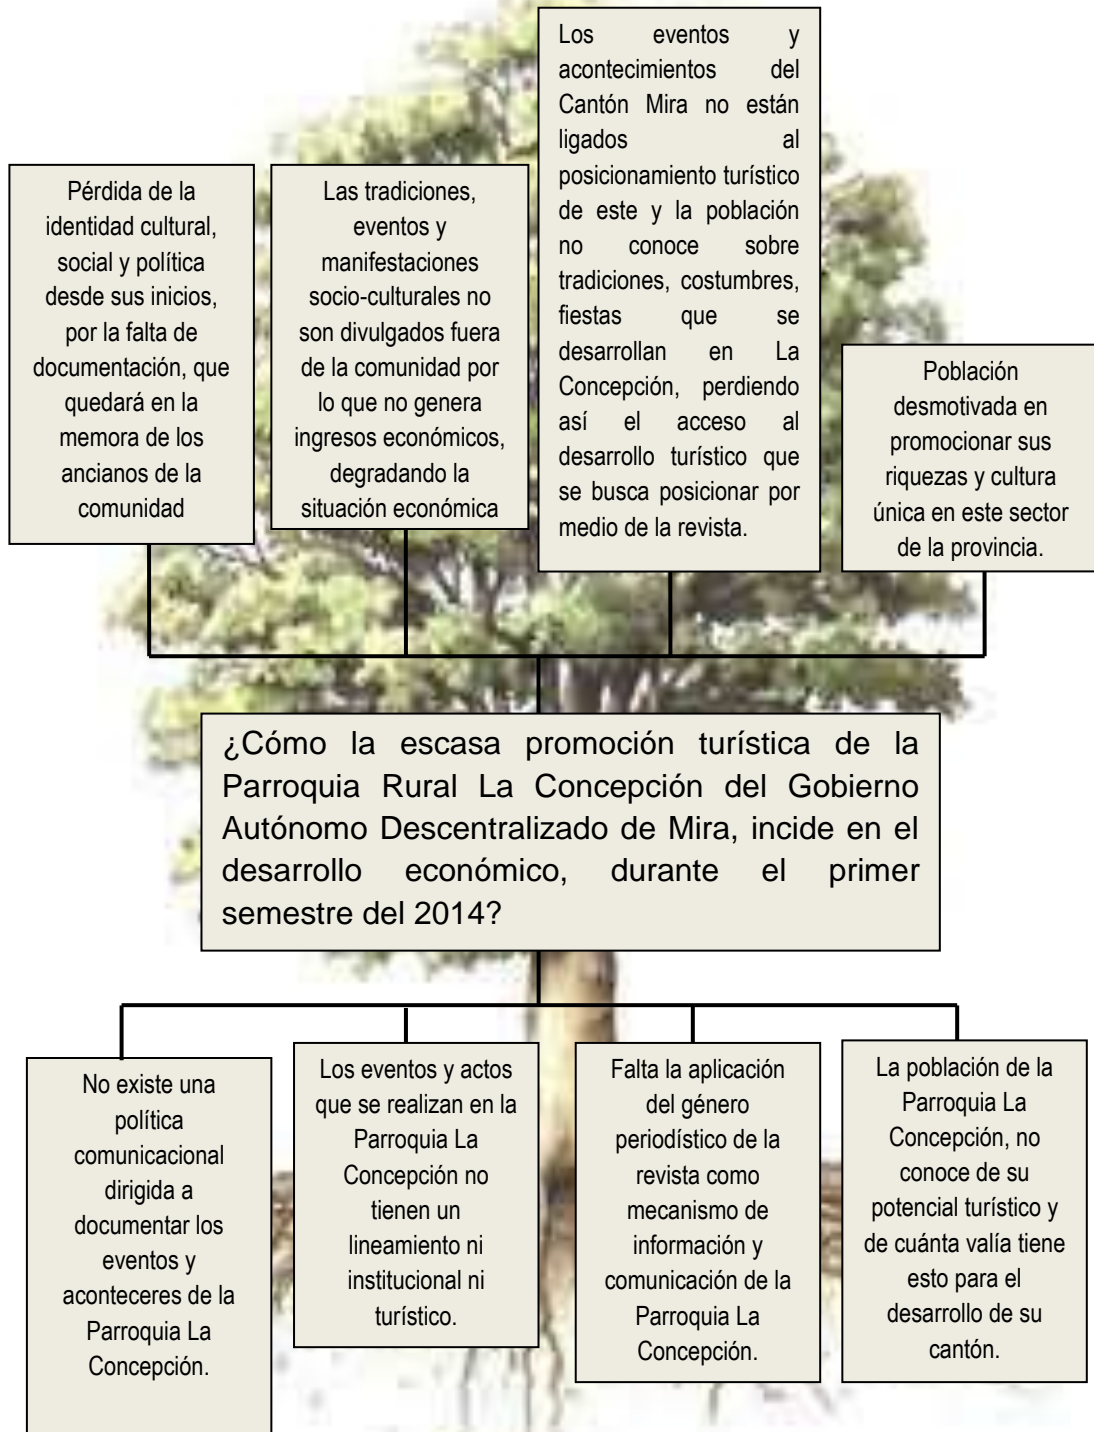 Pérdida de la
identidad cultural,
social y política
desde sus inicios,
por la falta de
documentación, que
quedará en la
memora de los
ancianos de la
comunidad
Las tradiciones,
eventos y
manifestaciones
socio-culturales no
son divulgados fuera
de la comunidad por
lo que no genera
ingresos económicos,
degradando la
situación económica
Los eventos y
acontecimientos del
Cantón Mira no están
ligados al
posicionamiento turístico
de este y la población
no conoce sobre
tradiciones, costumbres,
fiestas que se
desarrollan en La
Concepción, perdiendo
así el acceso al
desarrollo turístico que
se busca posicionar por
medio de la revista.
Población
desmotivada en
promocionar sus
riquezas y cultura
única en este sector
de la provincia.
¿Cómo la escasa promoción turística de la
Parroquia Rural La Concepción del Gobierno
Autónomo Descentralizado de Mira, incide en el
desarrollo económico, durante el primer
semestre del 2014?
No existe una
política
comunicacional
dirigida a
documentar los
eventos y
aconteceres de la
Parroquia La
Concepción.
Los eventos y actos
que se realizan en la
Parroquia La
Concepción no
tienen un
lineamiento ni
institucional ni
turístico.
Falta la aplicación
del género
periodístico de la
revista como
mecanismo de
información y
comunicación de la
Parroquia La
Concepción.
La población de la
Parroquia La
Concepción, no
conoce de su
potencial turístico y
de cuánta valía tiene
esto para el
desarrollo de su
cantón.